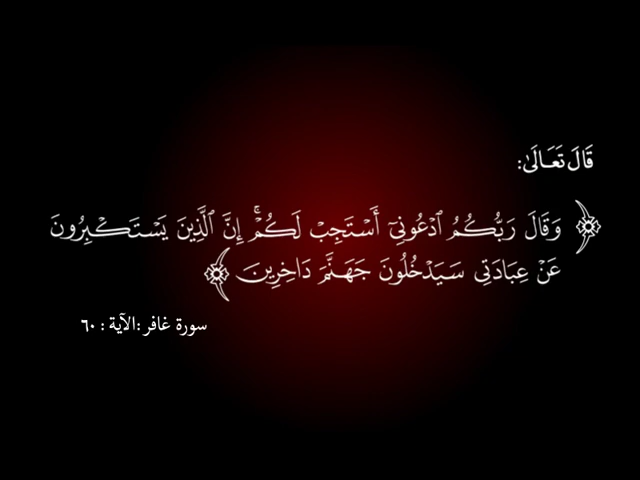 قَالَ تَعَالَىٰ:
﴿ وَقَالَ رَبُّكُمُ ٱدْعُونِىٓ أَسْتَجِبْ لَكُمْ ۚ إِنَّ ٱلَّذِينَ يَسْتَكْبِرُونَ
عَنْ عِبَادَتِى سَيَدْخُلُونَ جَهَنَّمَ دَاخِرِينَ ﴾
سورة غافر :الآية : ٦٠